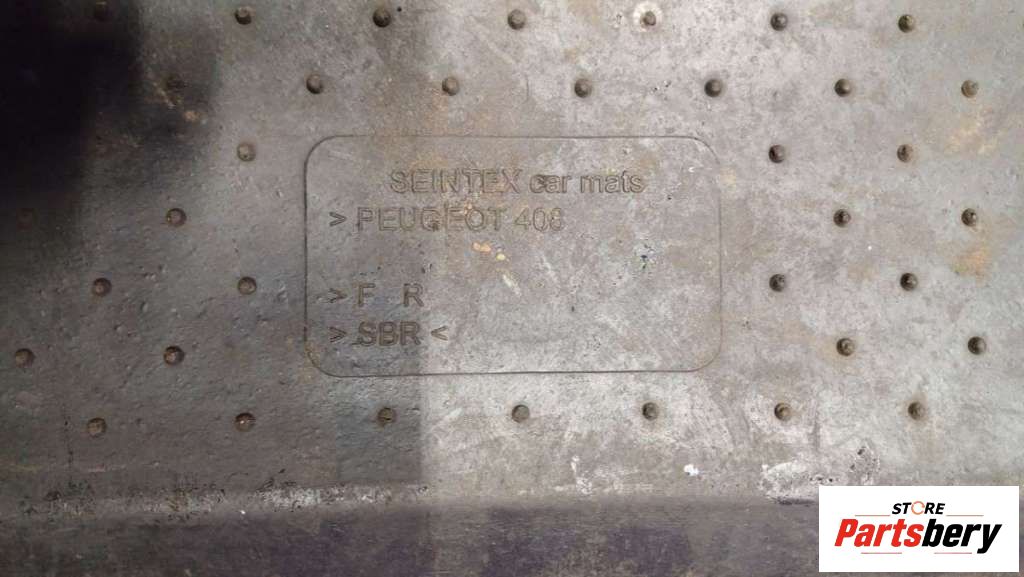 SEINTEX car mats
> PEUGEOT 408
> F R
> SBR <
STORE
Partsbery